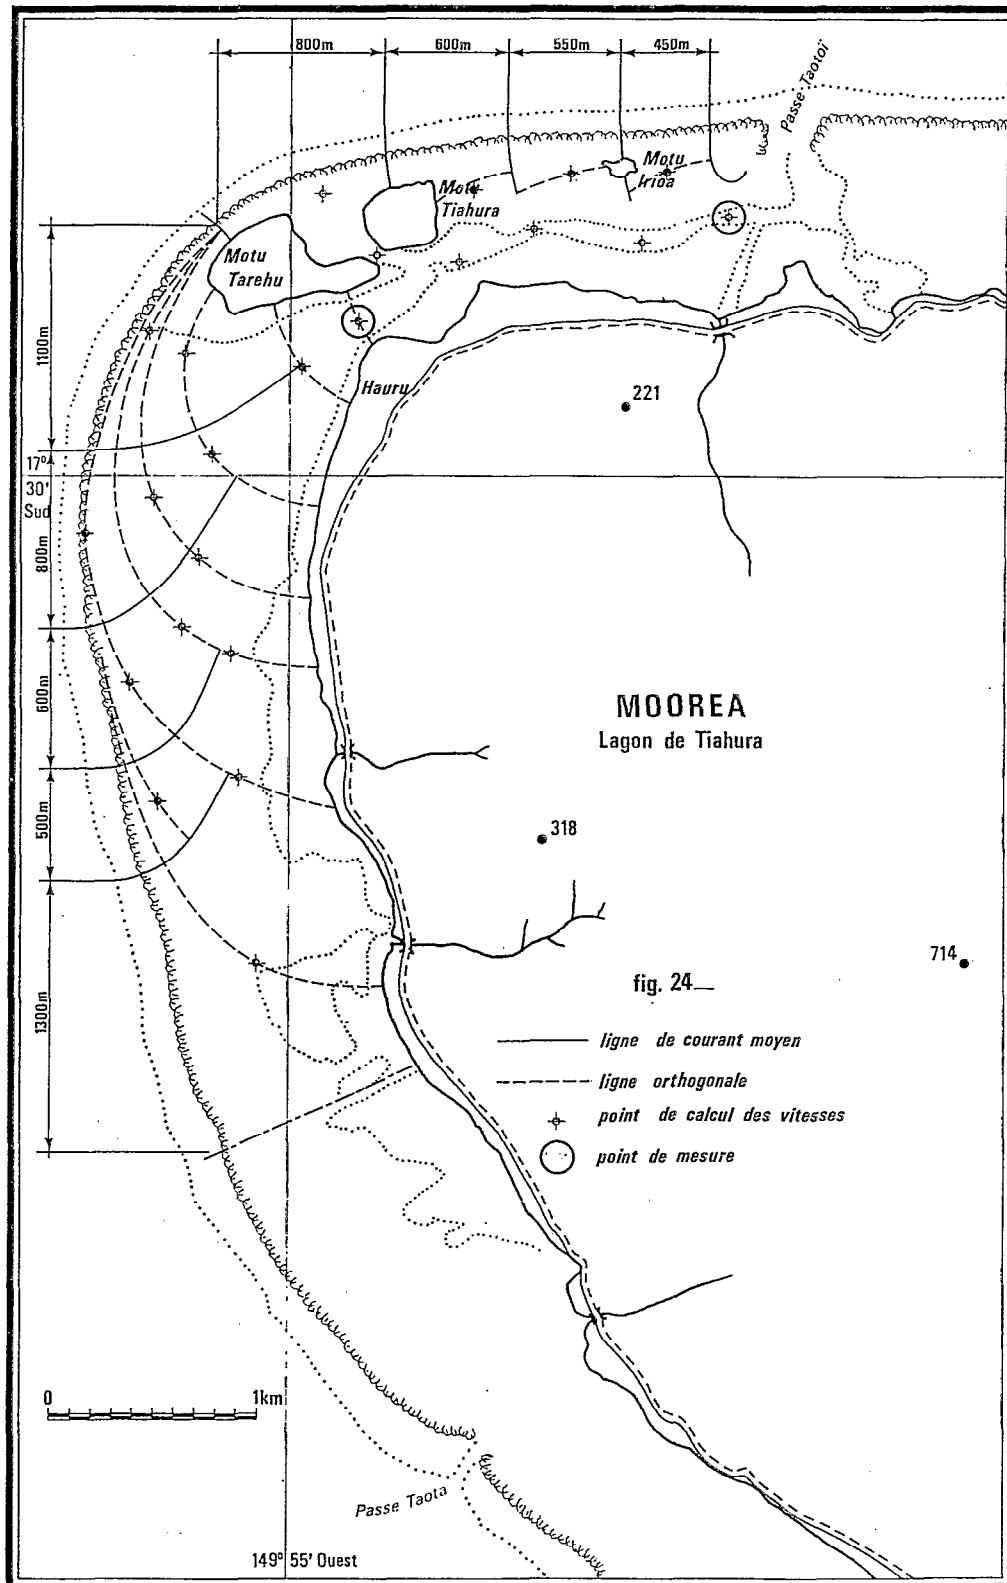 800m 600m 550m 450m
Passe Taotoï
Motu
Irioa
Motu
Tiahura
Motu
Tarehu
1100m
Hauru
221
17°
30'
Sud
800m
600m
MOOREA
Lagon de Tiahura
500m
318
714
fig. 24
1300m
ligne de courant moyen
ligne orthogonale
point de calcul des vitesses
point de mesure
0 1km
Passe Taota
149° 55' Ouest